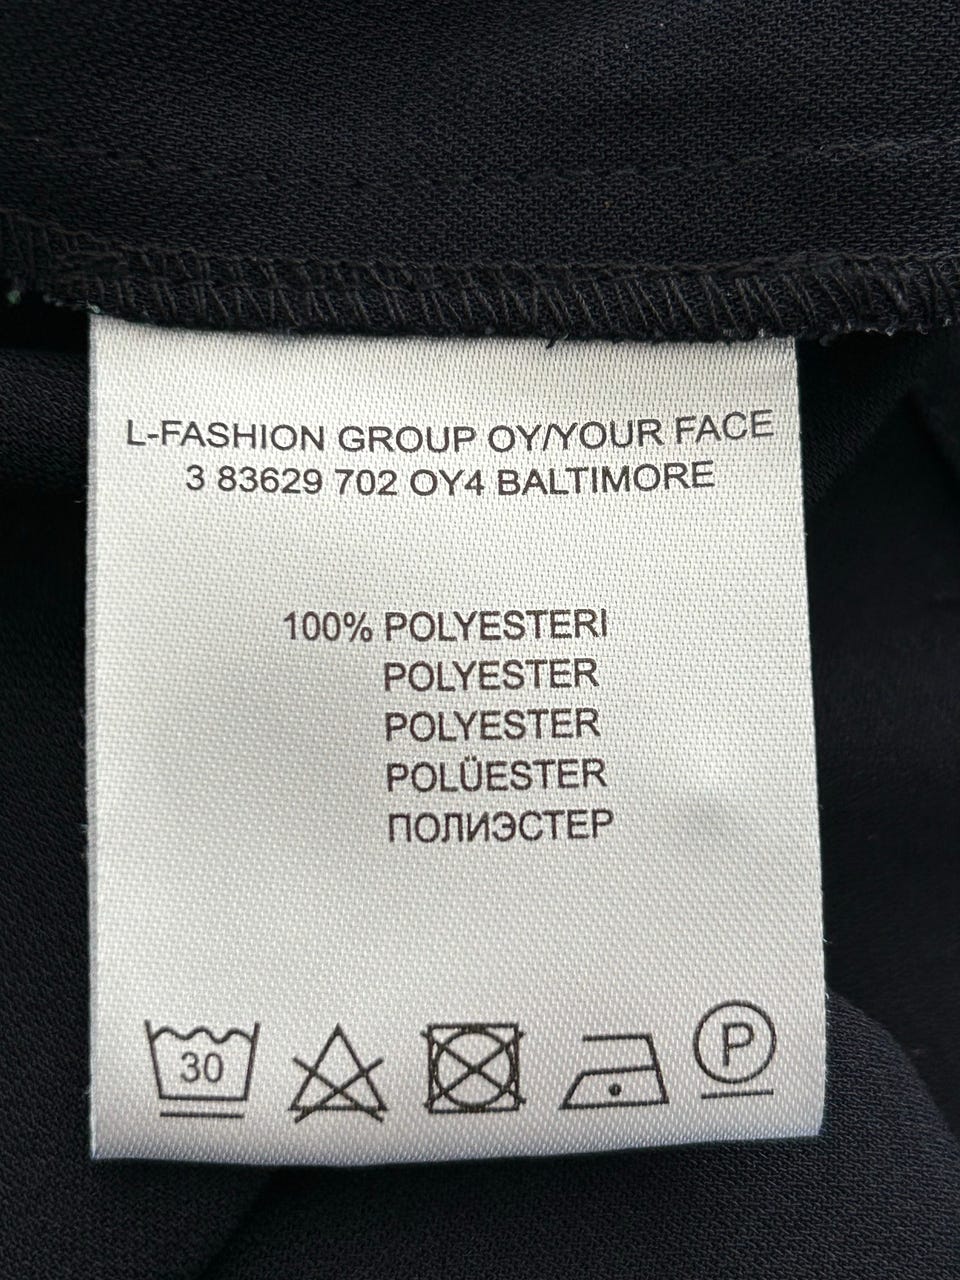 L-FASHION GROUP OY/YOUR FACE
3 83629 702 OY4 BALTIMORE
100% POLYESTERI
POLYESTER
POLYESTER
POLÜESTER
ПОЛИЭСТЕР
30 P